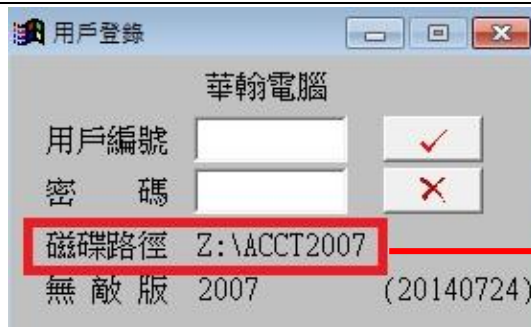 用戶登錄
華翰電腦
用戶編號
密 碼
磁碟路徑 Z:\ACCT2007
無敵版 2007 (20140724)